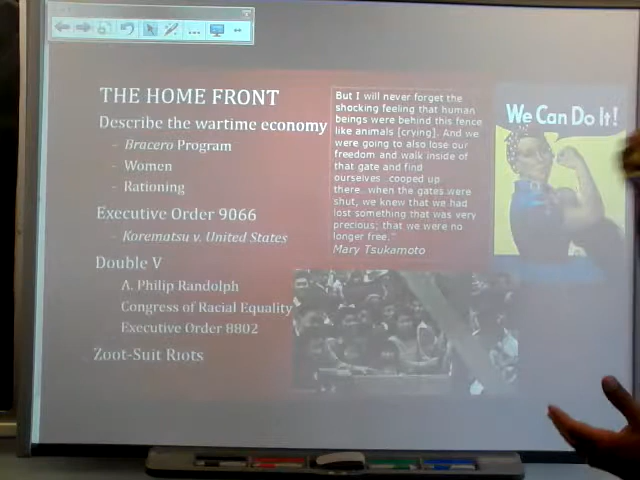 THE HOME FRONT
Describe the wartime economy
- Bracero Program
- Women
- Rationing
Executive Order 9066
- Korematsu v. United States
Double V
A. Philip Randolph
Congress of Racial Equality
Executive Order 8802
Zoot-Suit Riots
But I will never forget the
shocking feeling that human
beings were behind this fence
like animals [crying]. And we
were going to also lose our
freedom and walk inside of
that gate and find
ourselves...cooped up
there...when the gates were
shut, we knew that we had
lost something that was very
precious; that we were no
longer free."
Mary Tsukamoto
We Can Do It!